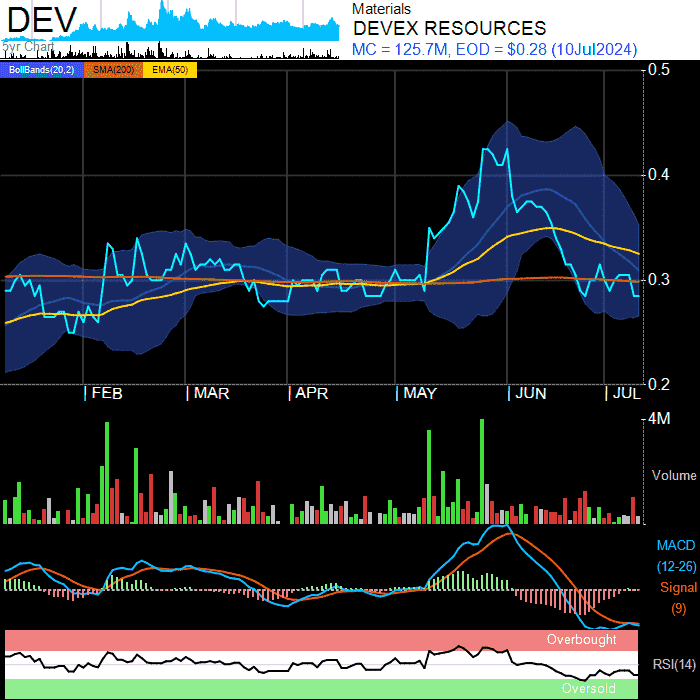 DEV
5yr Chart
Materials
DEVEX RESOURCES
MC = 125.7M, EOD = $0.28 (10Jul2024)
BollBands(20,2) SMA(200) EMA(50)
0.5
0.4
0.3
0.2
| FEB | MAR | APR | MAY | JUN | JUL
4M
Volume
MACD
(12-26)
Signal
(9)
Overbought
RSI(14)
Oversold